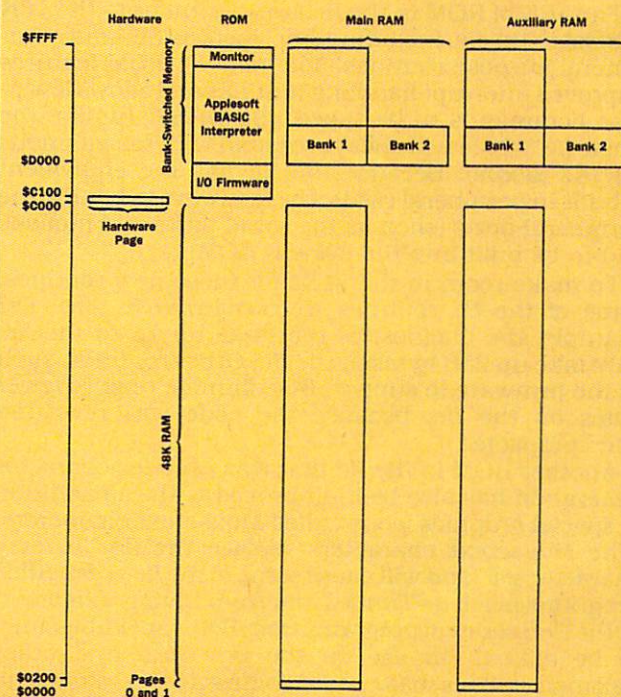 Hardware
ROM
Main RAM
Auxiliary RAM
$FFFF
Bank-Switched Memory
Monitor
Applesoft
BASIC
Interpreter
Bank 1
Bank 2
Bank 1
Bank 2
$D000
I/O Firmware
$C100
$C000
Hardware
Page
48K RAM
$0200
$0000
Pages
0 and 1